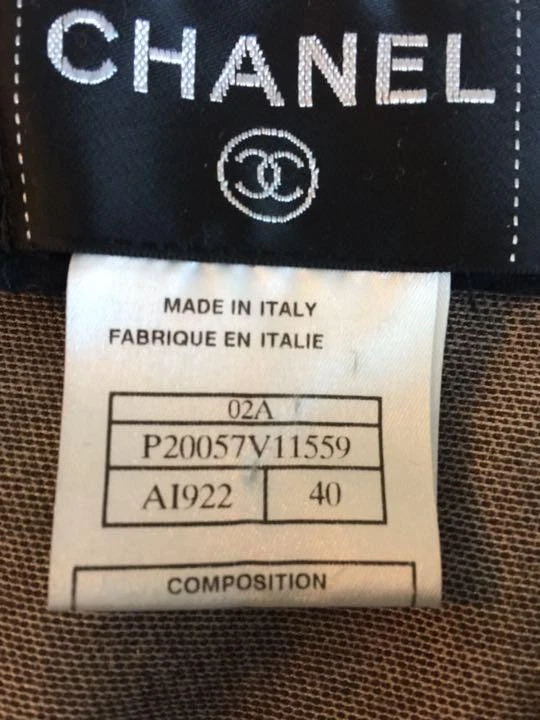 CHANEL
MADE IN ITALY
FABRIQUE EN ITALIE
02A
P20057V11559
AI922 40
COMPOSITION